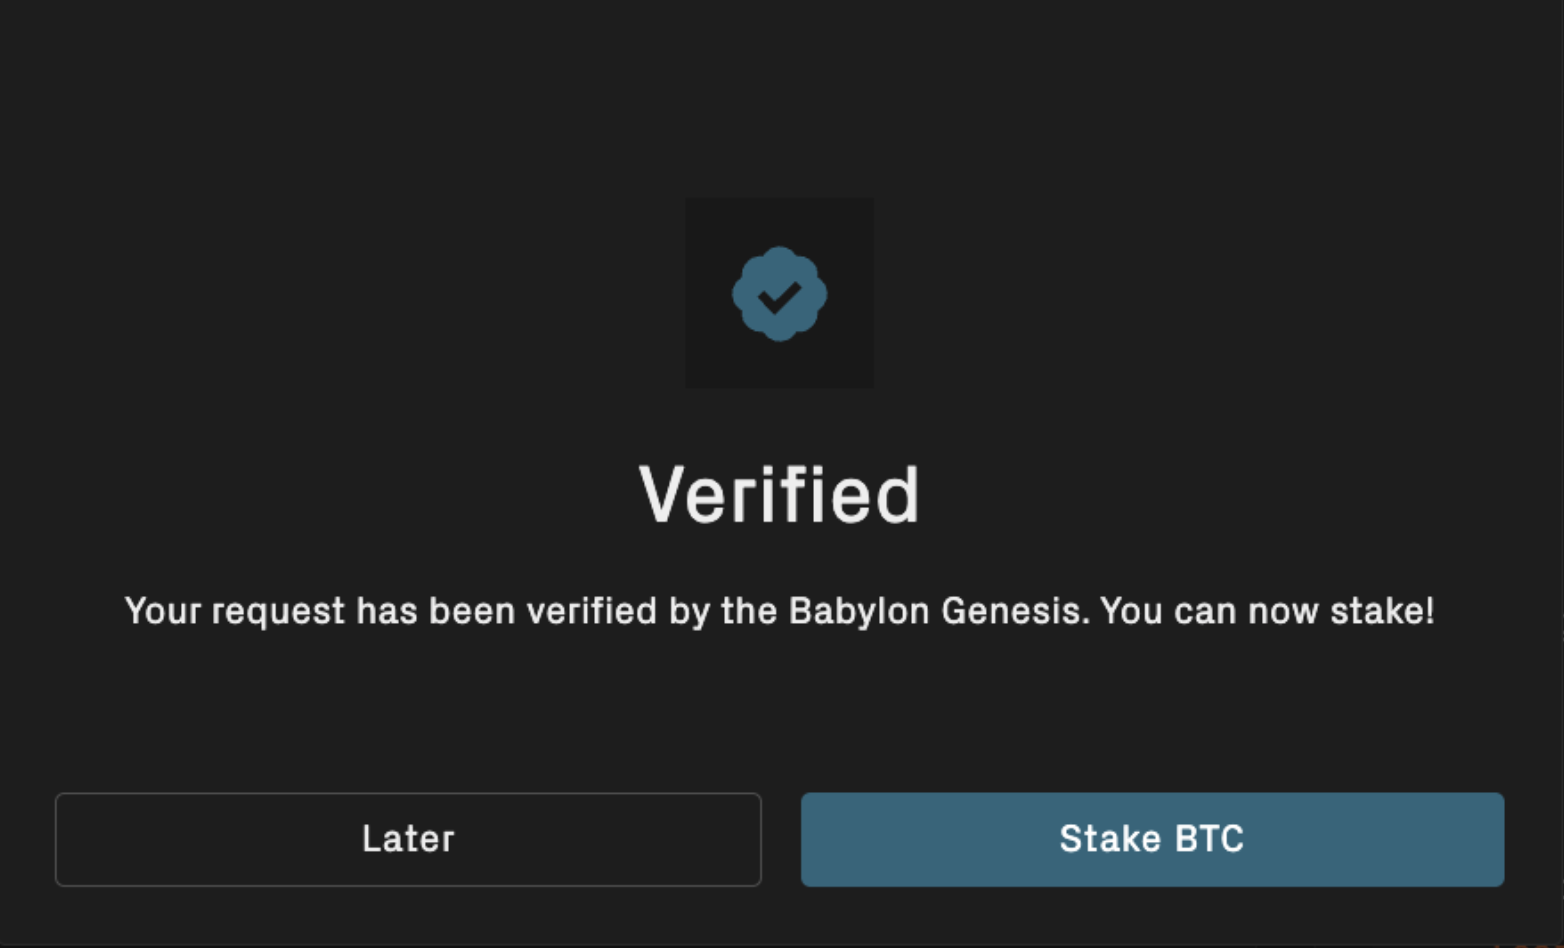 Verified
Your request has been verified by the Babylon Genesis. You can now stake!
Later
Stake BTC